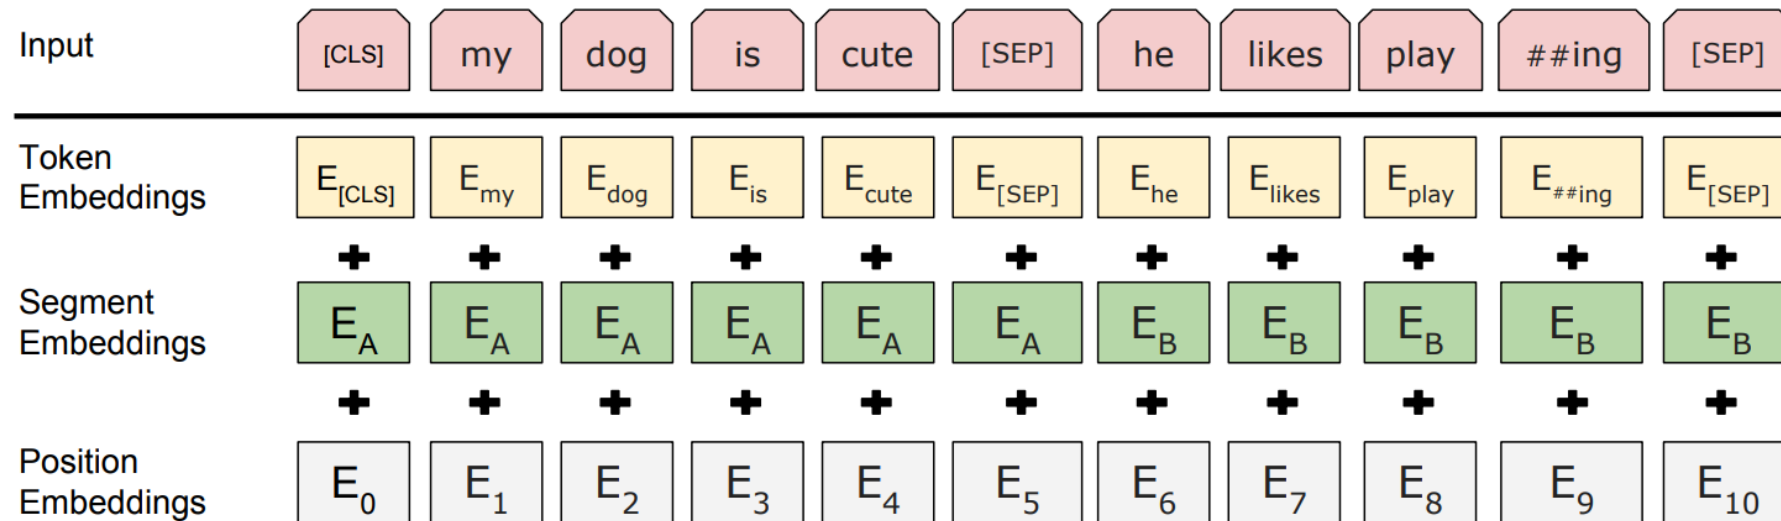 Input [CLS] my dog is cute [SEP] he likes play ##ing [SEP]
Token Embeddings E[CLS] Emy Edog Eis Ecute E[SEP] Ehe Elikes Eplay E##ing E[SEP]
Segment Embeddings EA EA EA EA EA EA EB EB EB EB EB
Position Embeddings E0 E1 E2 E3 E4 E5 E6 E7 E8 E9 E10